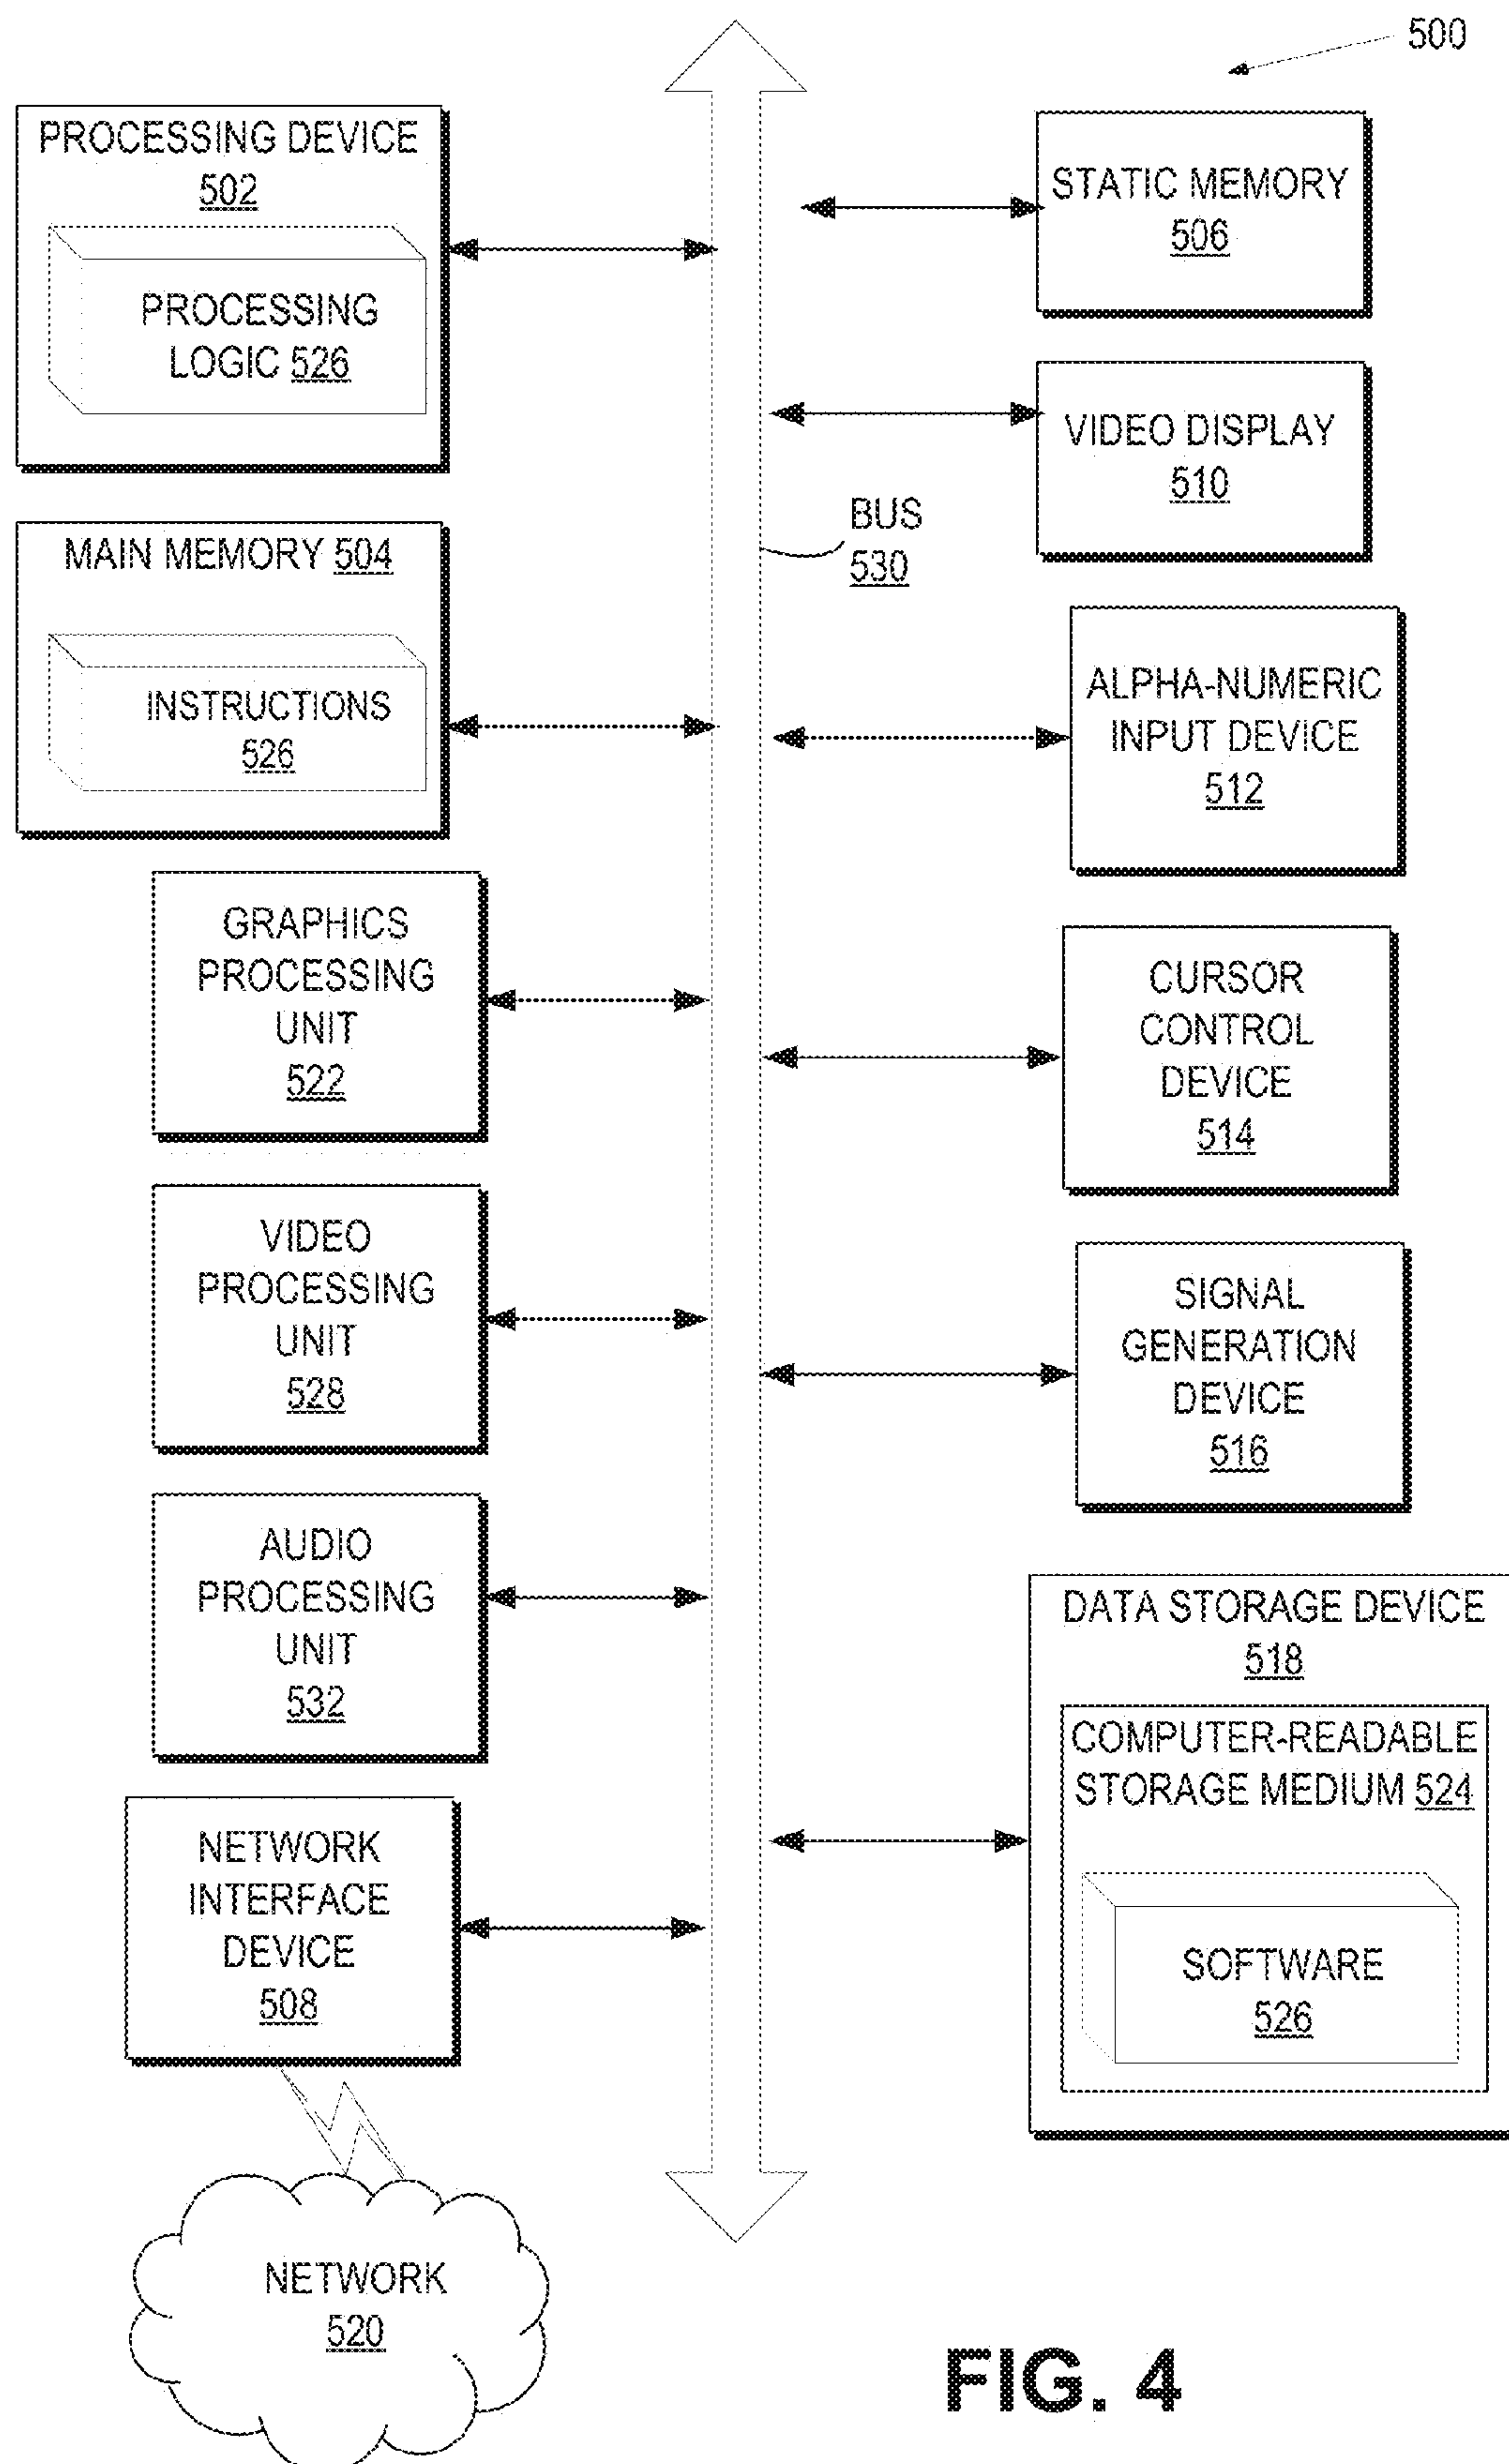 500
PROCESSING DEVICE
502
PROCESSING
LOGIC 526
MAIN MEMORY 504
INSTRUCTIONS
526
GRAPHICS
PROCESSING
UNIT
522
VIDEO
PROCESSING
UNIT
528
AUDIO
PROCESSING
UNIT
532
NETWORK
INTERFACE
DEVICE
508
NETWORK
520
BUS
530
STATIC MEMORY
506
VIDEO DISPLAY
510
ALPHA-NUMERIC
INPUT DEVICE
512
CURSOR
CONTROL
DEVICE
514
SIGNAL
GENERATION
DEVICE
516
DATA STORAGE DEVICE
518
COMPUTER-READABLE
STORAGE MEDIUM 524
SOFTWARE
526
FIG. 4